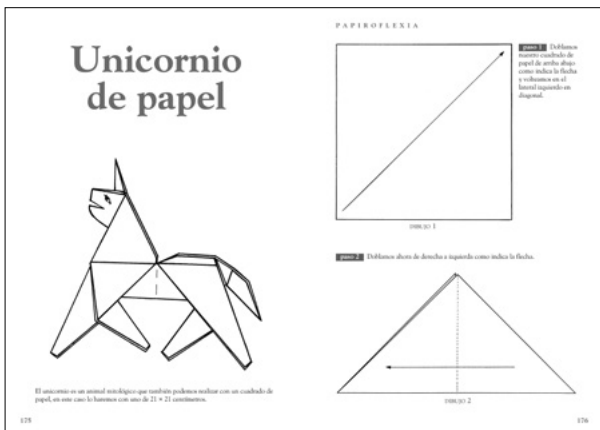 Unicornio
de papel
El unicornio es un animal mitológico que también podemos realizar con un cuadrado de
papel, en este caso lo haremos con uno de 21 × 21 centímetros.
175
PAPIROFLEXIA
paso 1 Doblamos
nuestro cuadrado de
papel de arriba abajo
como indica la flecha
y volteamos en el
lateral izquierdo en
diagonal.
DIBUJO 1
paso 2 Doblamos ahora de derecha a izquierda como indica la flecha.
DIBUJO 2
176